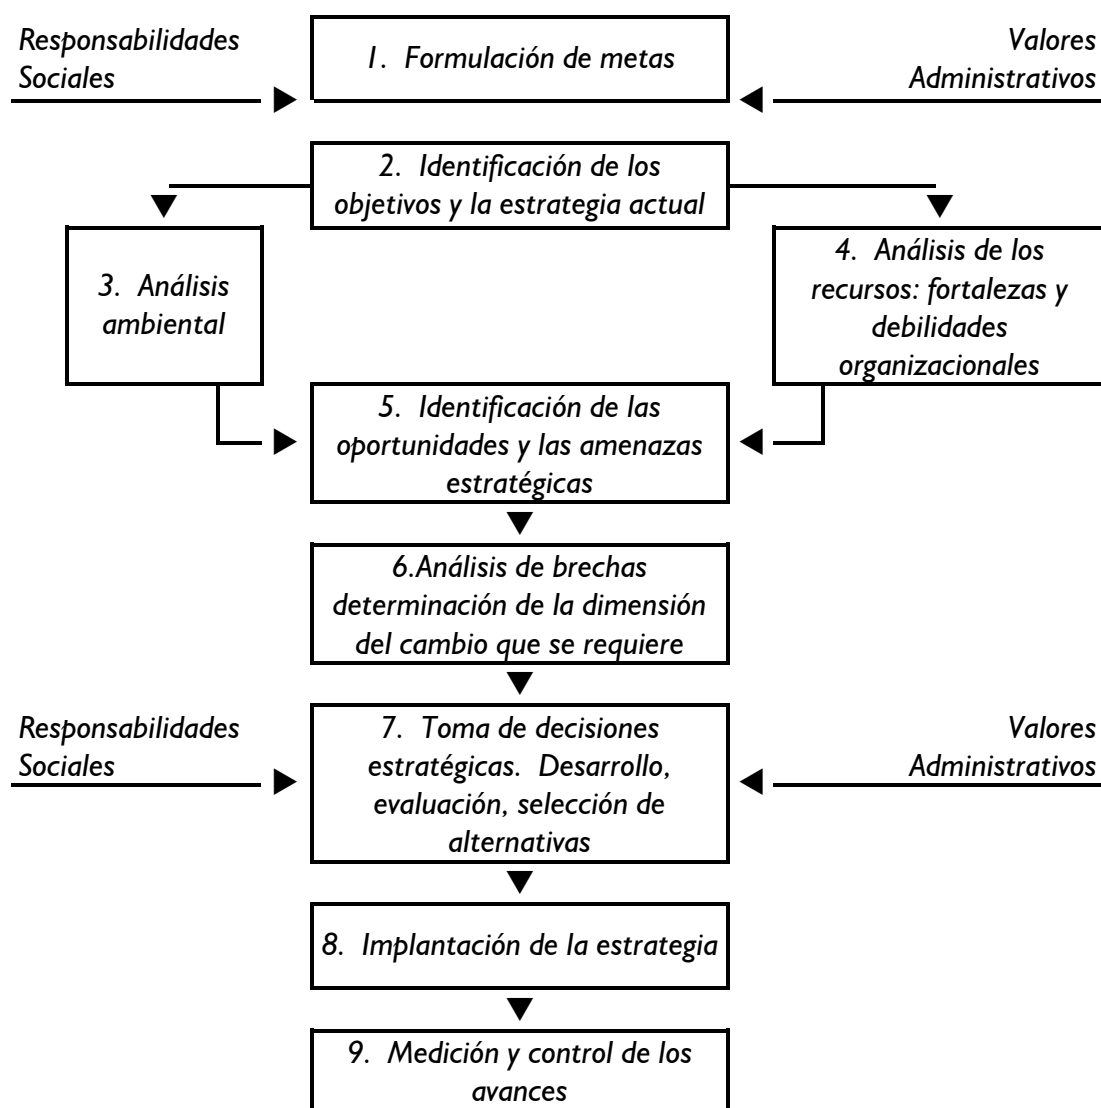 Responsabilidades
Sociales
1. Formulación de metas
Valores
Administrativos
2. Identificación de los
objetivos y la estrategia actual
3. Análisis
ambiental
4. Análisis de los
recursos: fortalezas y
debilidades
organizacionales
5. Identificación de las
oportunidades y las amenazas
estratégicas
6.Análisis de brechas
determinación de la dimensión
del cambio que se requiere
Responsabilidades
Sociales
7. Toma de decisiones
estratégicas. Desarrollo,
evaluación, selección de
alternativas
Valores
Administrativos
8. Implantación de la estrategia
9. Medición y control de los
avances